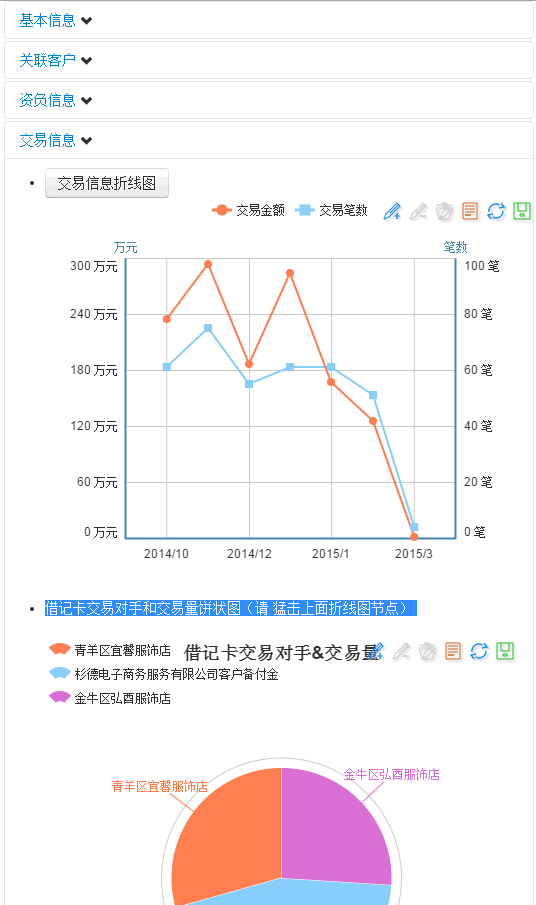 基本信息
关联客户
资负信息
交易信息
交易信息折线图
交易金额 交易笔数
万元 笔数
300 万元 100 笔
240 万元 80 笔
180 万元 60 笔
120 万元 40 笔
60 万元 20 笔
0 万元 0 笔
2014/10 2014/12 2015/1 2015/3
借记卡交易对手和交易量饼状图（请 猛击上面折线图节点）
青羊区宜馨服饰店 借记卡交易对手&交易量
杉德电子商务服务有限公司客户备付金
金牛区弘酉服饰店
金牛区弘酉服饰店
青羊区宜馨服饰店